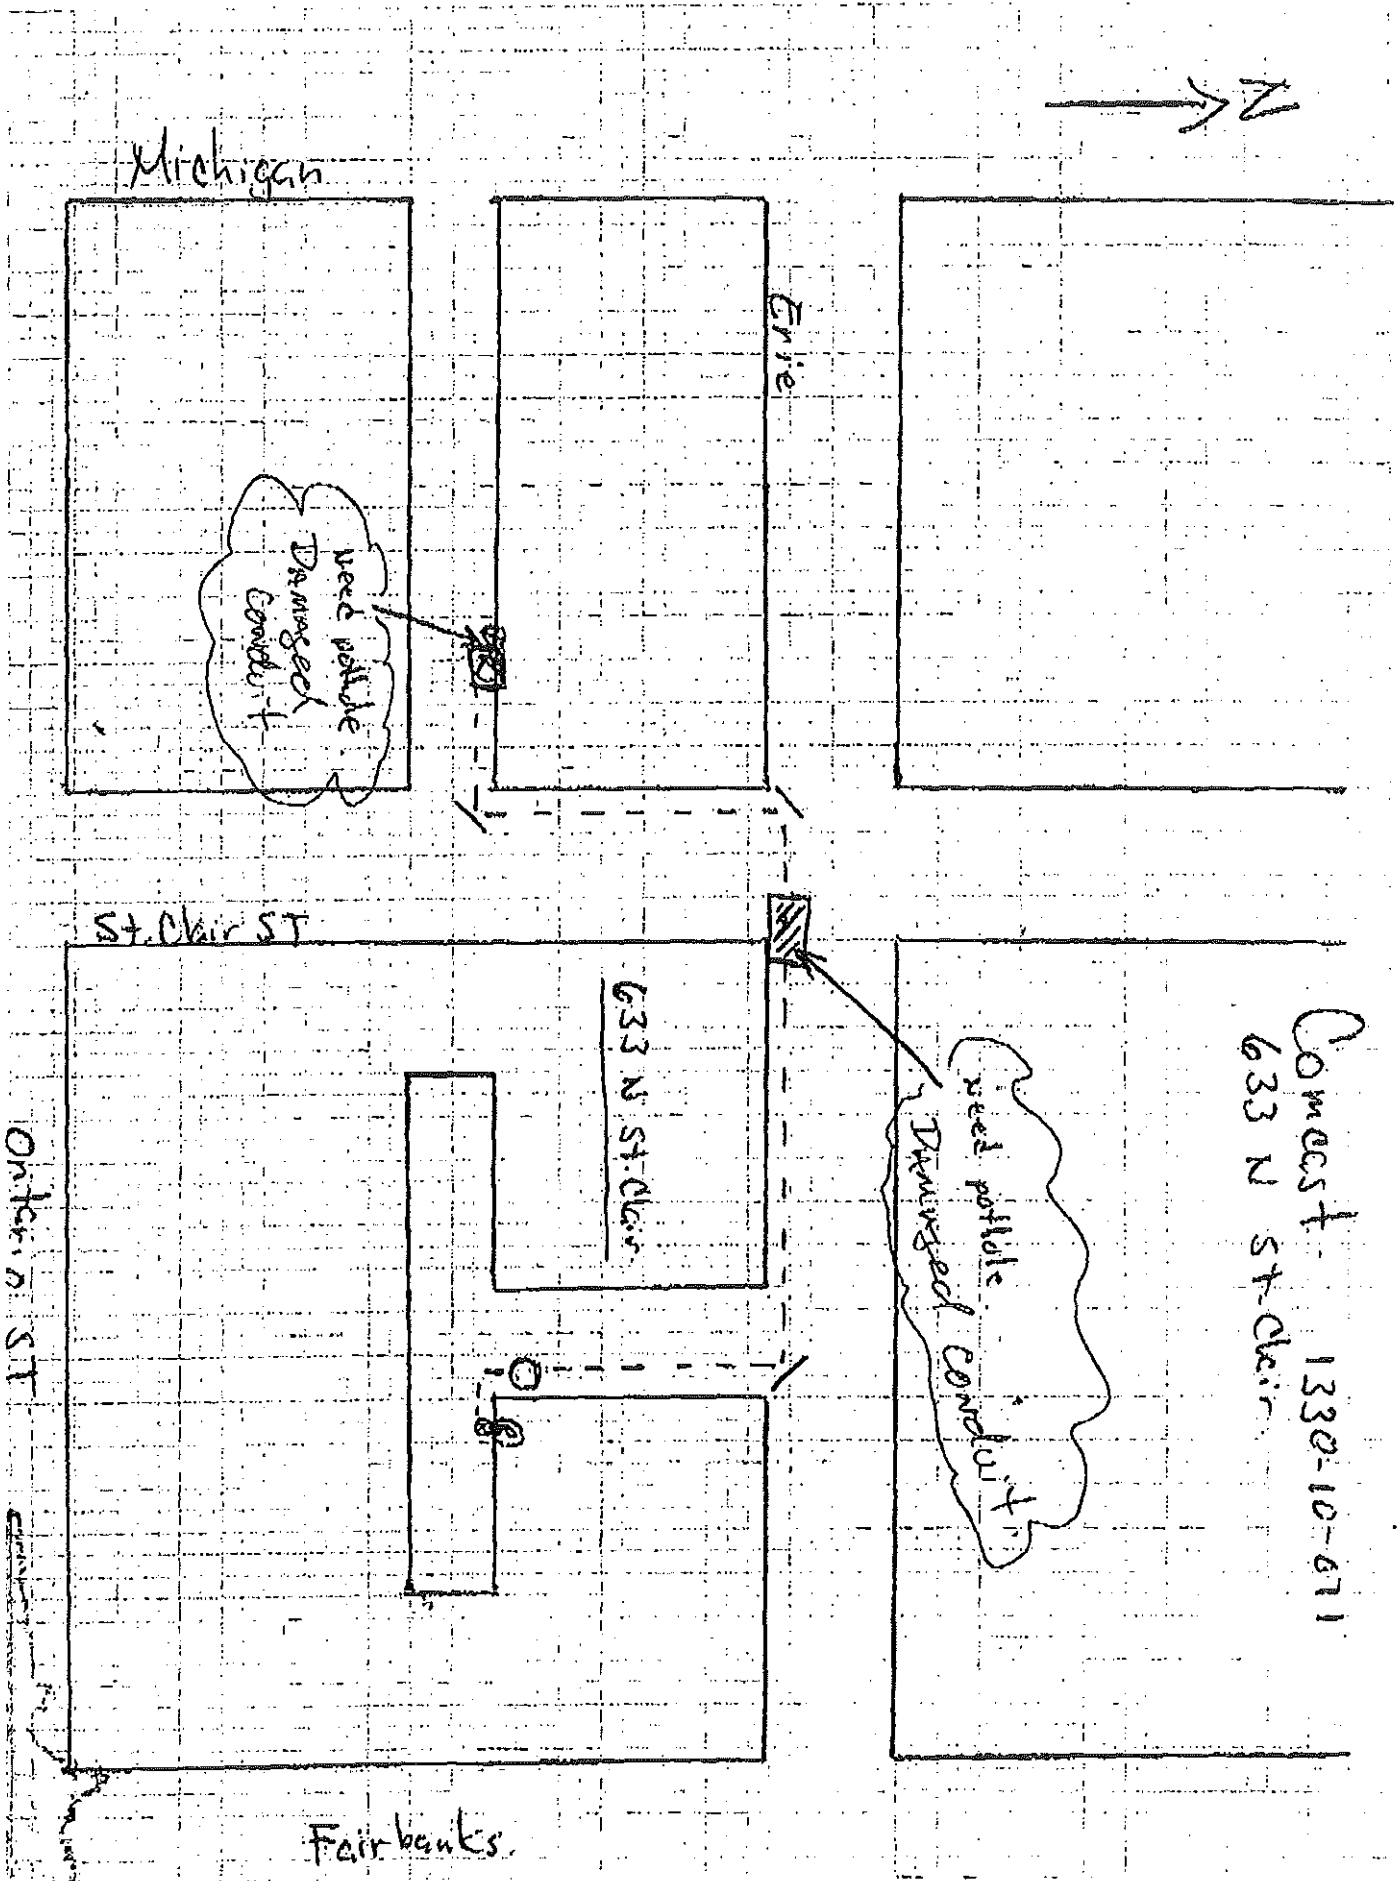 N
Comcast 1330-10-071
633 N St. Clair
Michigan
Erie
need pothole
Damaged
Conduit
St. Clair ST
633 N St. Clair
need pothole
Damaged Conduit
Ontario ST
Fairbanks.